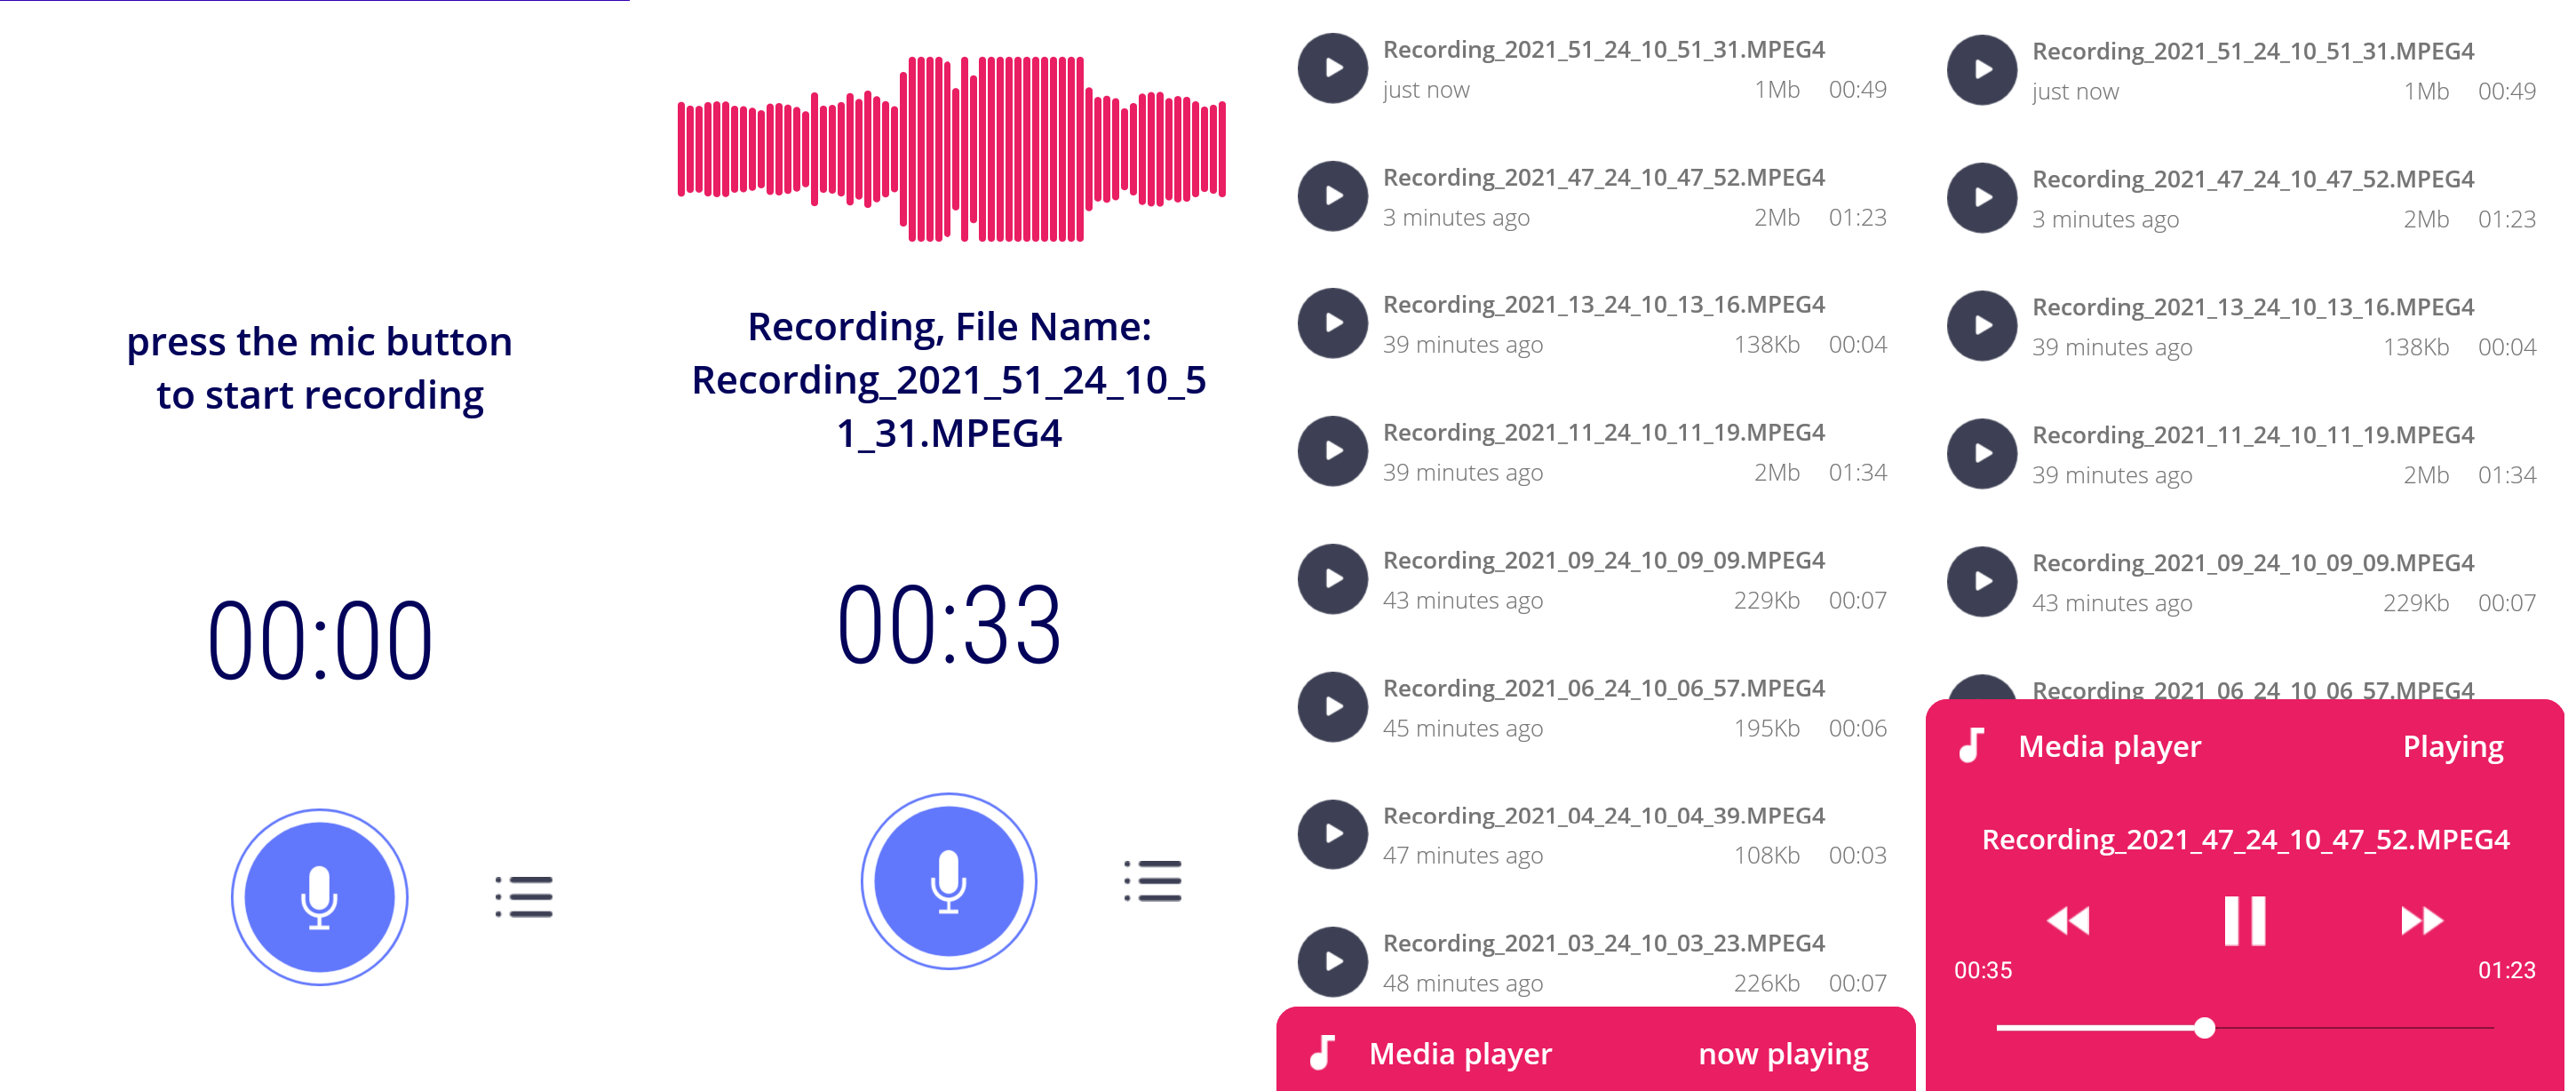 press the mic button
to start recording
00:00
Recording, File Name:
Recording_2021_51_24_10_5
1_31.MPEG4
00:33
Recording_2021_51_24_10_51_31.MPEG4
just now 1Mb 00:49
Recording_2021_47_24_10_47_52.MPEG4
3 minutes ago 2Mb 01:23
Recording_2021_13_24_10_13_16.MPEG4
39 minutes ago 138Kb 00:04
Recording_2021_11_24_10_11_19.MPEG4
39 minutes ago 2Mb 01:34
Recording_2021_09_24_10_09_09.MPEG4
43 minutes ago 229Kb 00:07
Recording_2021_06_24_10_06_57.MPEG4
45 minutes ago 195Kb 00:06
Recording_2021_04_24_10_04_39.MPEG4
47 minutes ago 108Kb 00:03
Recording_2021_03_24_10_03_23.MPEG4
48 minutes ago 226Kb 00:07
Media player now playing
Recording_2021_51_24_10_51_31.MPEG4
just now 1Mb 00:49
Recording_2021_47_24_10_47_52.MPEG4
3 minutes ago 2Mb 01:23
Recording_2021_13_24_10_13_16.MPEG4
39 minutes ago 138Kb 00:04
Recording_2021_11_24_10_11_19.MPEG4
39 minutes ago 2Mb 01:34
Recording_2021_09_24_10_09_09.MPEG4
43 minutes ago 229Kb 00:07
Recording_2021_06_24_10_06_57.MPEG4
Media player Playing
Recording_2021_47_24_10_47_52.MPEG4
00:35 01:23